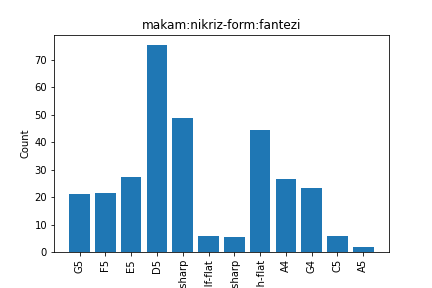 makam:nikriz-form:fantezi
70
60
50
40
30
20
10
0
Count
G5
F5
E5
D5
sharp
lf-flat
sharp
h-flat
A4
G4
C5
A5